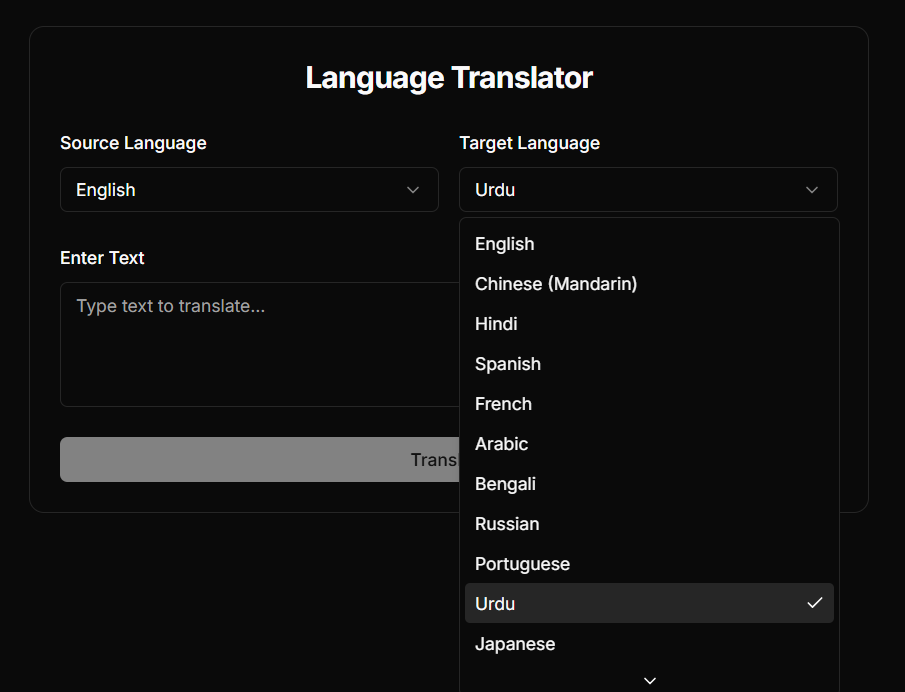 Language Translator
Source Language
Target Language
English
Urdu
Enter Text
Type text to translate...
English
Chinese (Mandarin)
Hindi
Spanish
French
Arabic
Bengali
Russian
Portuguese
Urdu
Japanese